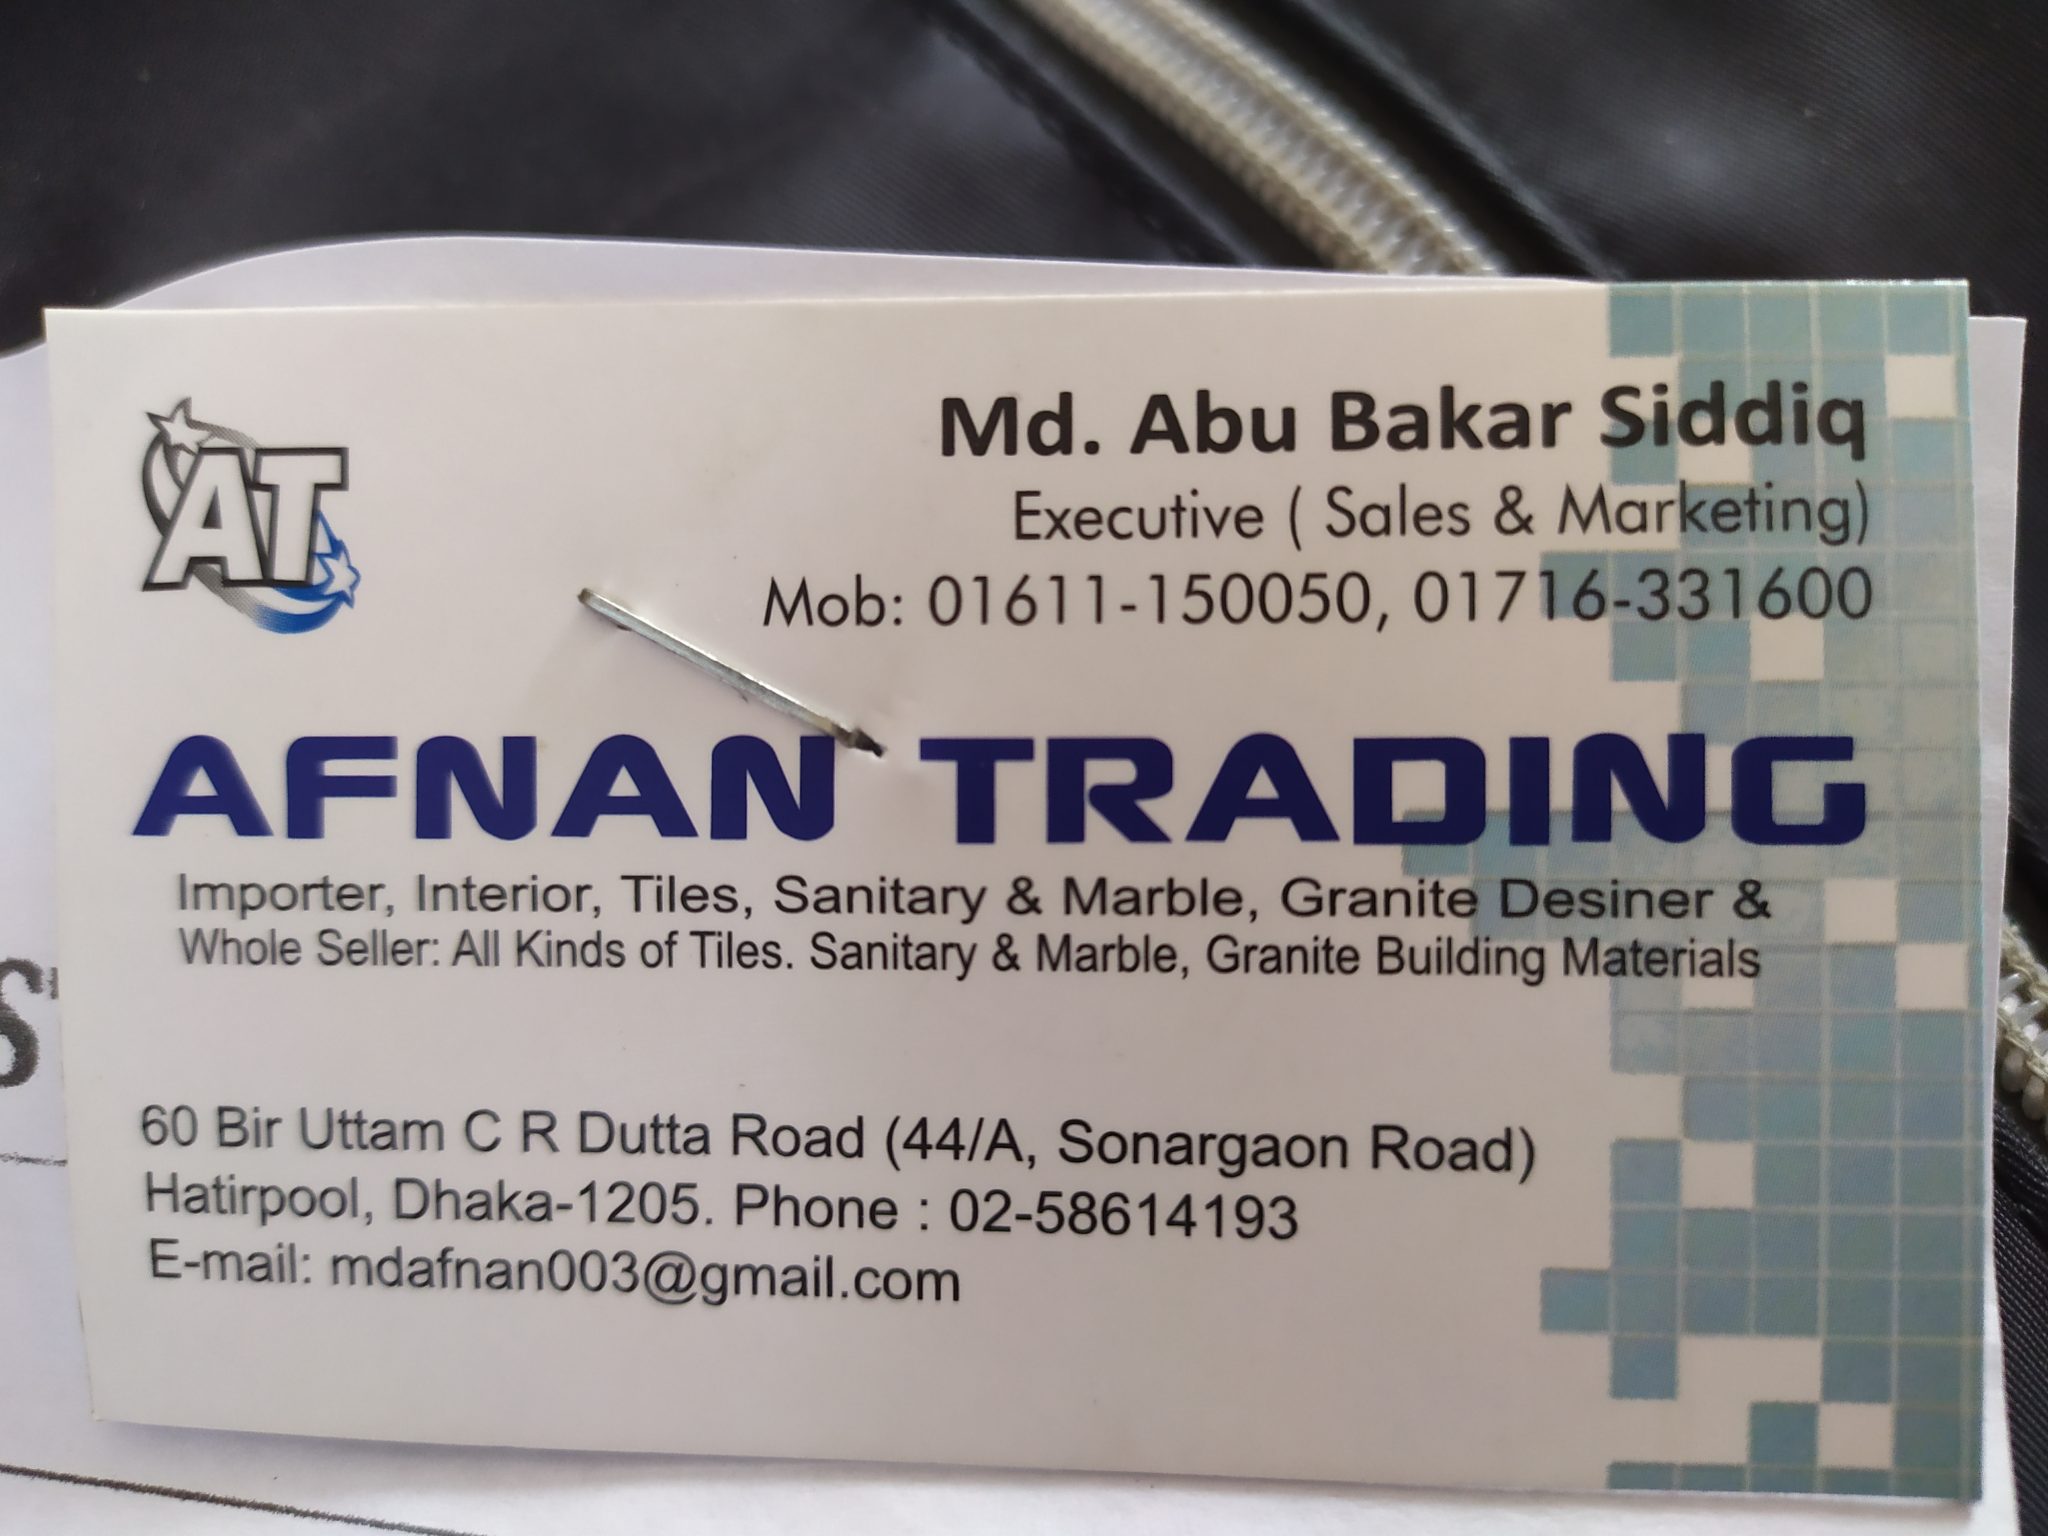 AT
Md. Abu Bakar Siddiq
Executive ( Sales & Marketing)
Mob: 01611-150050, 01716-331600
AFNAN TRADING
Importer, Interior, Tiles, Sanitary & Marble, Granite Desiner &
Whole Seller: All Kinds of Tiles. Sanitary & Marble, Granite Building Materials
60 Bir Uttam C R Dutta Road (44/A, Sonargaon Road)
Hatirpool, Dhaka-1205. Phone : 02-58614193
E-mail: mdafnan003@gmail.com